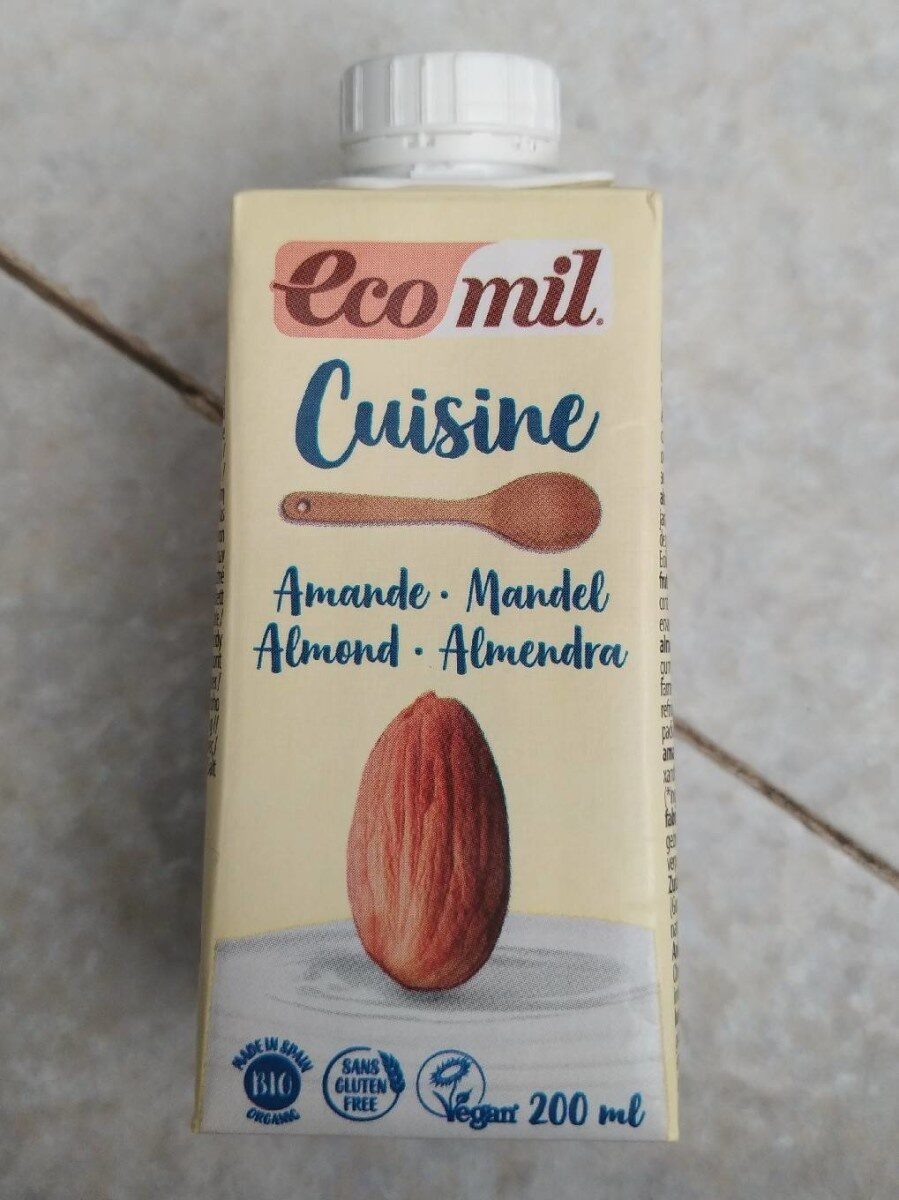 ecomil.
Cuisine
Amande · Mandel
Almond · Almendra
MADE IN SPAIN
BIO
ORGANIC
SANS
GLUTEN
FREE
Vegan
200 ml